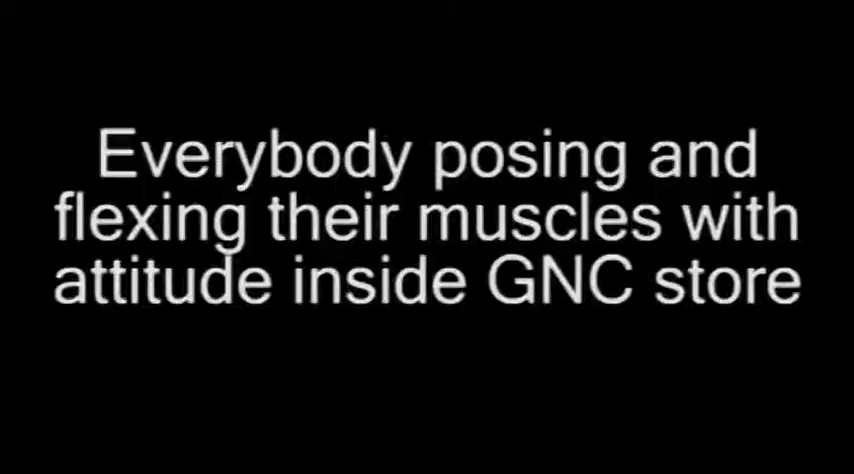 Everybody posing and
flexing their muscles with
attitude inside GNC store